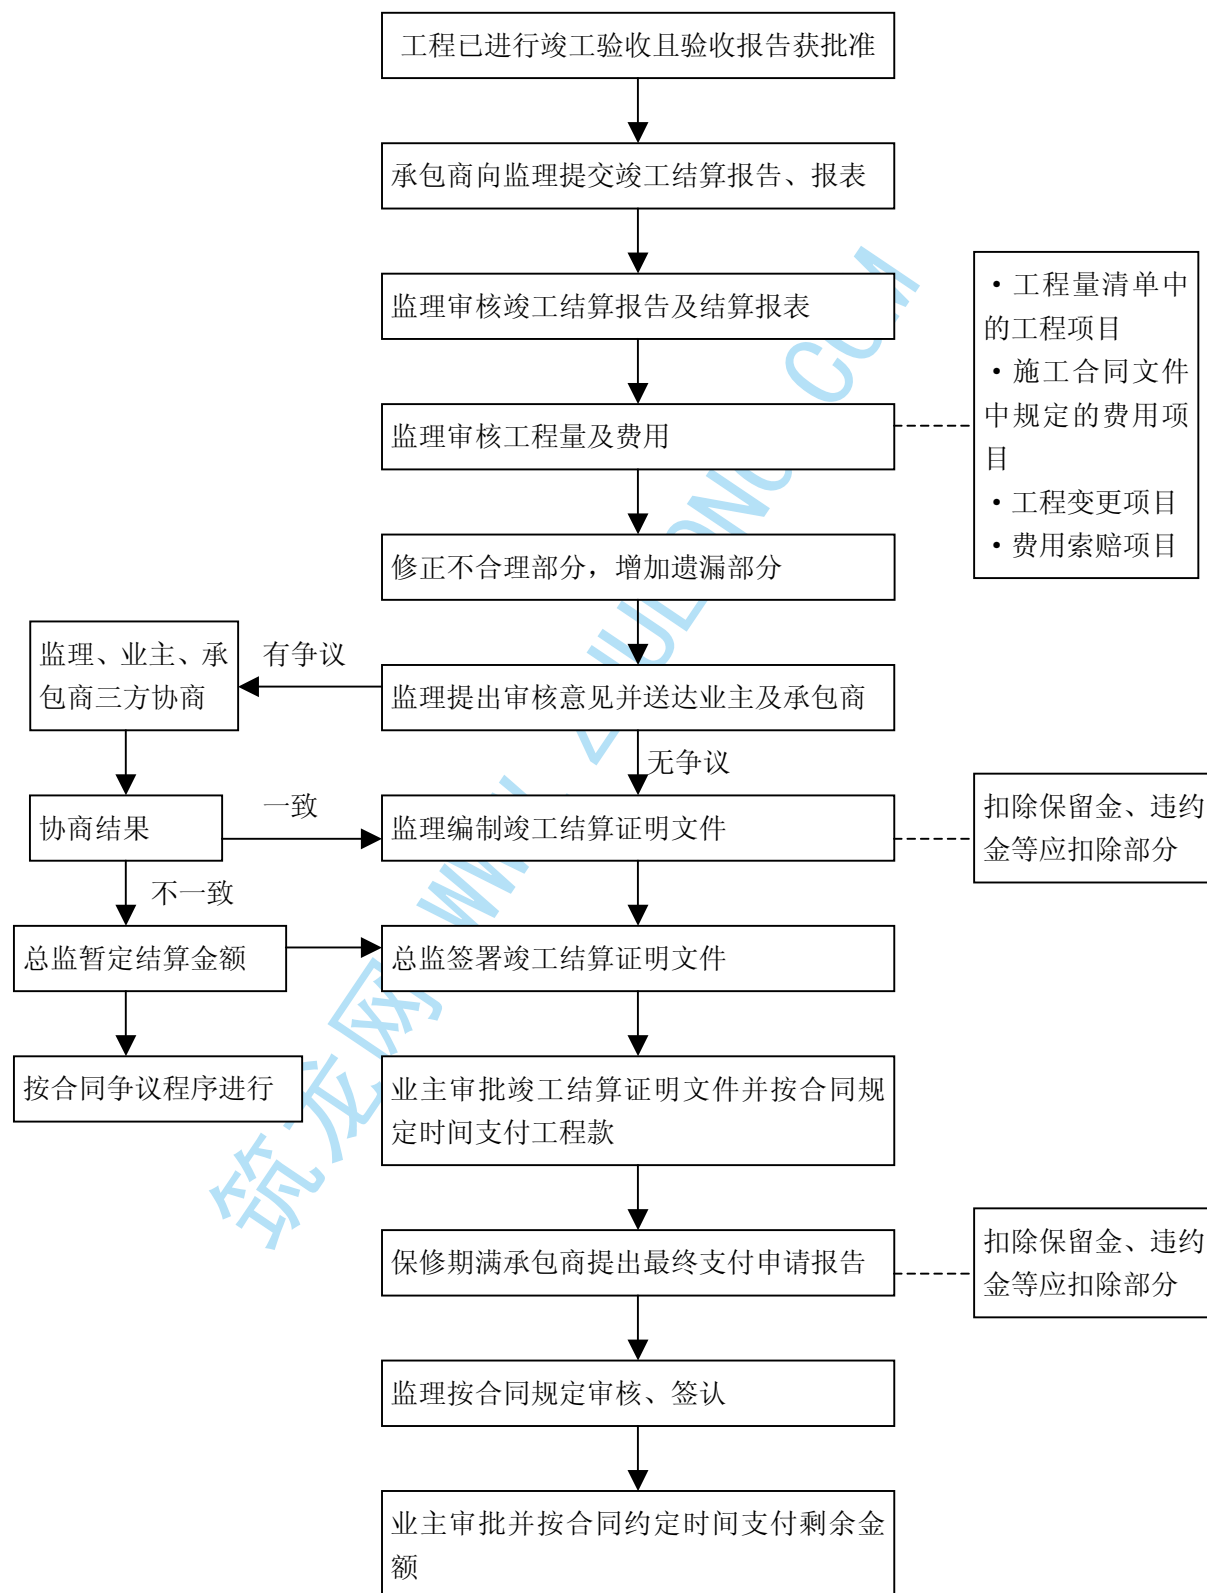 工程已进行竣工验收且验收报告获批准
承包商向监理提交竣工结算报告、报表
监理审核竣工结算报告及结算报表
·工程量清单中
的工程项目
·施工合同文件
中规定的费用项
目
·工程变更项目
·费用索赔项目
监理审核工程量及费用
修正不合理部分，增加遗漏部分
监理、业主、承
包商三方协商
有争议
监理提出审核意见并送达业主及承包商
无争议
协商结果
一致
监理编制竣工结算证明文件
扣除保留金、违约
金等应扣除部分
不一致
总监暂定结算金额
总监签署竣工结算证明文件
按合同争议程序进行
业主审批竣工结算证明文件并按合同规
定时间支付工程款
保修期满承包商提出最终支付申请报告
扣除保留金、违约
金等应扣除部分
监理按合同规定审核、签认
业主审批并按合同约定时间支付剩余金
额
筑龙网 WWW.ZHULONG.COM